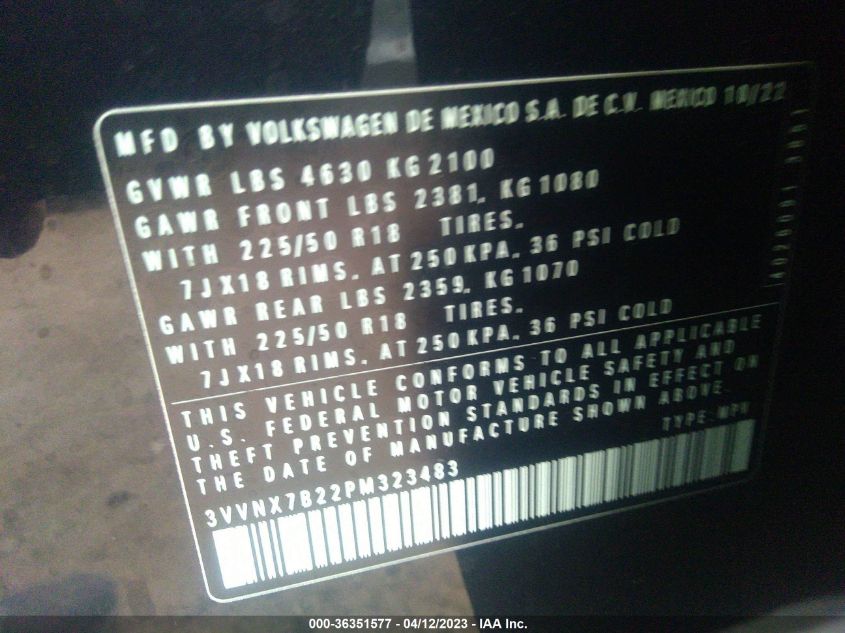 MFD BY VOLKSWAGEN DE MEXICO S.A. DE C.V. MEXICO 10/22
GVWR LBS 4630 KG 2100
GAWR FRONT LBS 2381, KG 1080
WITH 225/50 R18 TIRES,
7JX18 RIMS, AT 250 KPA, 36 PSI COLD
GAWR REAR LBS 2359, KG 1070
WITH 225/50 R18 TIRES,
7JX18 RIMS, AT 250 KPA, 36 PSI COLD
THIS VEHICLE CONFORMS TO ALL APPLICABLE
U.S. FEDERAL MOTOR VEHICLE SAFETY AND
THEFT PREVENTION STANDARDS IN EFFECT ON
THE DATE OF MANUFACTURE SHOWN ABOVE.
TYPE: MPV
3VVNX7B22PM323483
000-36351577 - 04/12/2023 - IAA Inc.